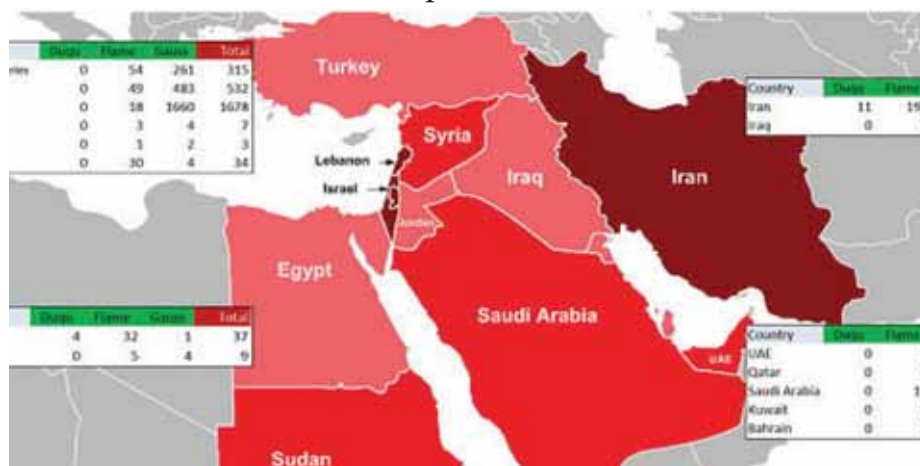 Duqu Flame Gauss Total
0 54 261 315
0 49 483 532
0 18 1660 1678
0 3 4 7
0 1 2 3
0 30 4 34
Turkey
Country Duqu Flame
Iran 11 19
Iraq 0
Syria
Lebanon
Israel
Iraq
Iran
Jordan
Egypt
Saudi Arabia
UAE
Duqu Flame Gauss Total
4 32 1 37
0 5 4 9
Country Duqu Flame
UAE 0
Qatar 0
Saudi Arabia 0 1
Kuwait 0
Bahrain 0
Sudan